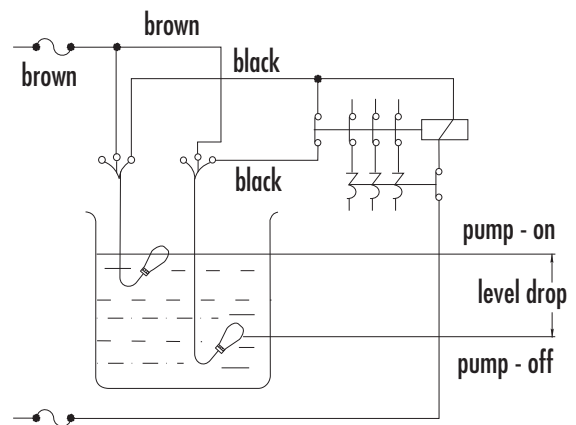 brown
brown
black
black
pump - on
level drop
pump - off